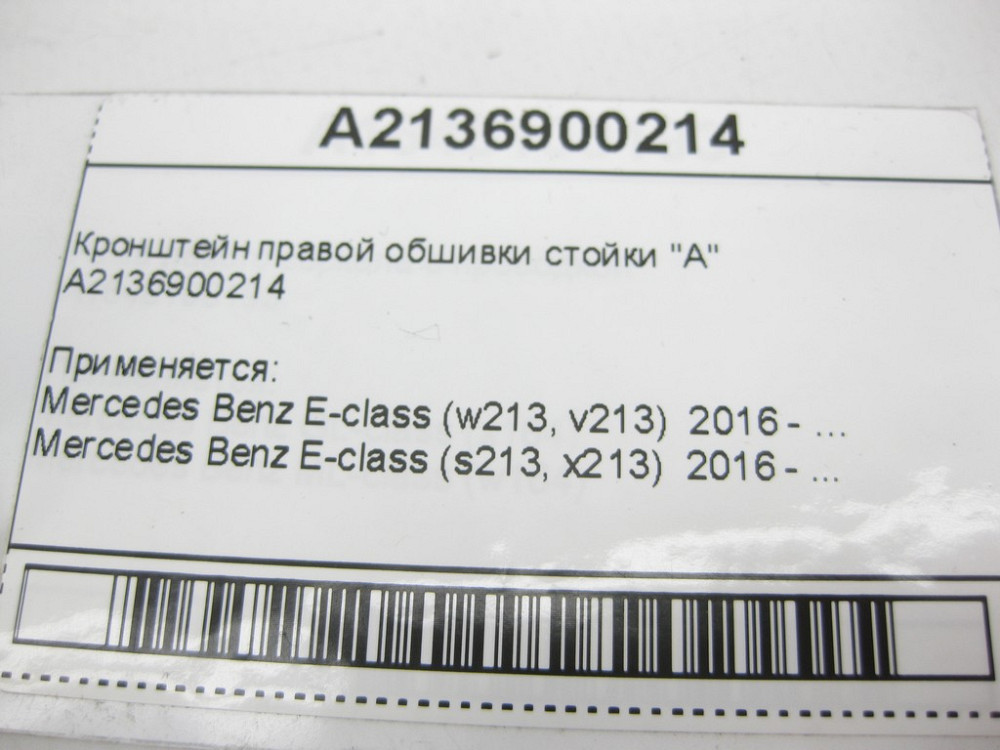 A2136900214
Кронштейн правой обшивки стойки "А"
A2136900214
Применяется:
Mercedes Benz E-class (w213, v213) 2016 - ...
Mercedes Benz E-class (s213, x213) 2016 - ...